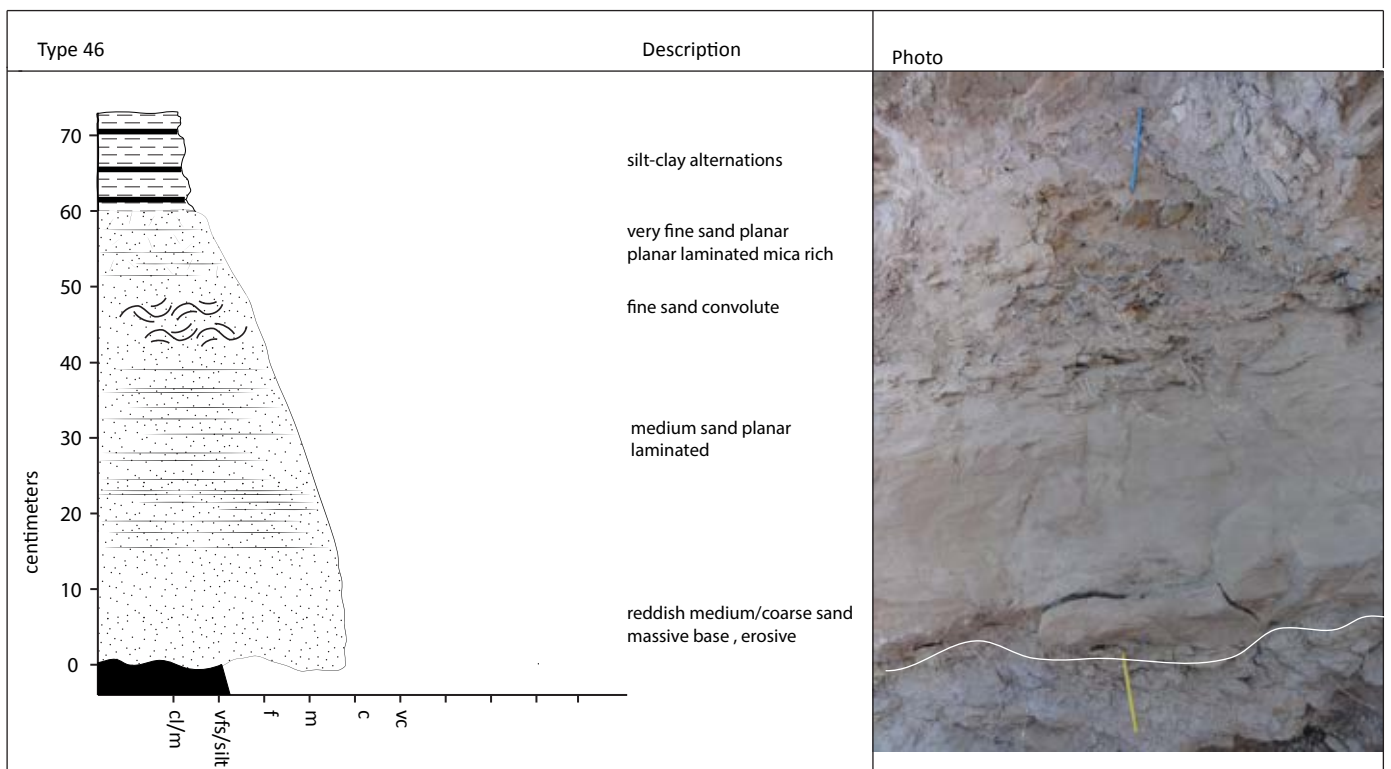 Type 46
Description
Photo
70
60
50
40
30
20
10
0
centimeters
silt-clay alternations
very fine sand planar
planar laminated mica rich
fine sand convolute
medium sand planar
laminated
reddish medium/coarse sand
massive base , erosive
cl/m
vfs/silt
f
m
c
vc